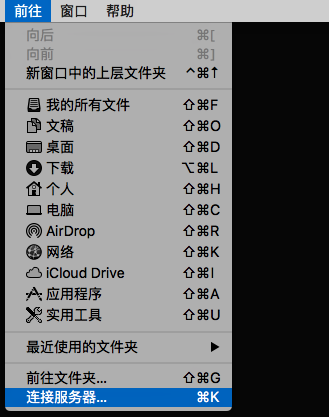 前往 窗口 帮助
向后 ⌘[
向前 ⌘]
新窗口中的上层文件夹 ^⌘↑
我的所有文件 ⇧⌘F
文稿 ⇧⌘O
桌面 ⇧⌘D
下载 ⌥⌘L
个人 ⇧⌘H
电脑 ⇧⌘C
AirDrop ⇧⌘R
网络 ⇧⌘K
iCloud Drive ⇧⌘I
应用程序 ⇧⌘A
实用工具 ⇧⌘U
最近使用的文件夹 ▶
前往文件夹... ⇧⌘G
连接服务器... ⌘K